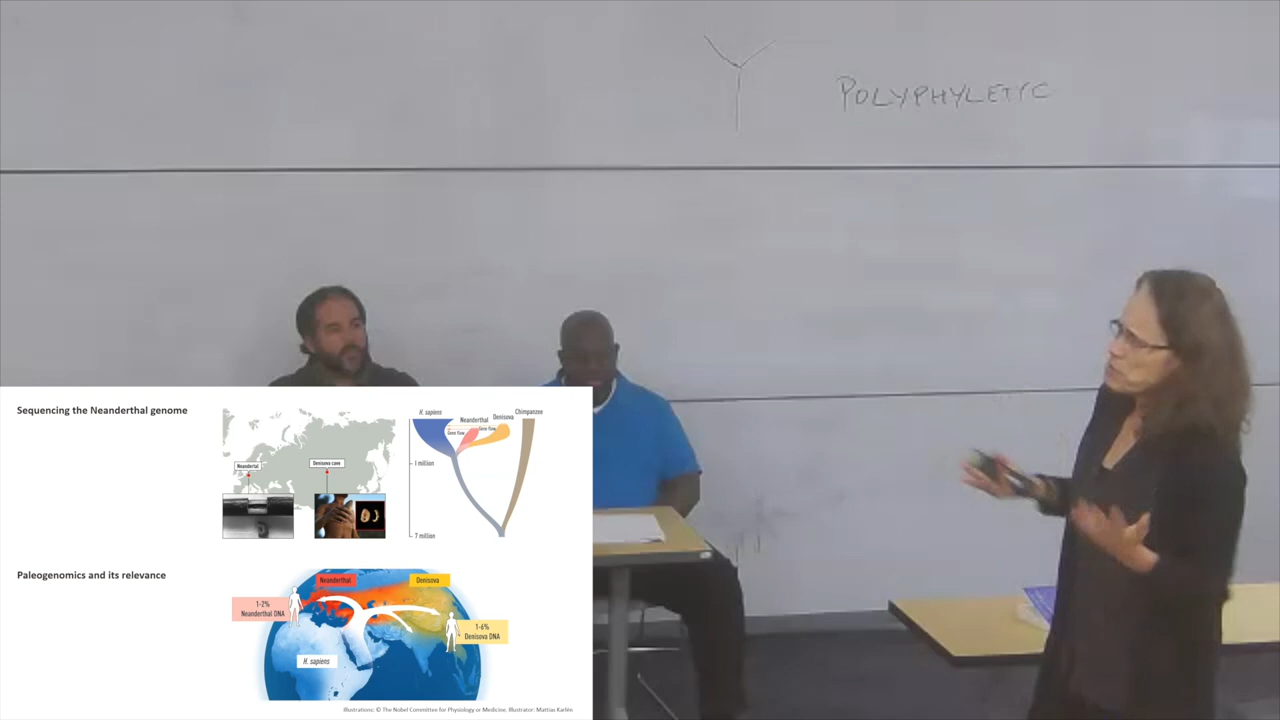 POLYPHYLETIC
Sequencing the Neanderthal genome
Neandertal
Denisova cave
H. sapiens
Neanderthal
Denisova
Chimpanzee
Gene flow
Gene flow
1 million
7 million
Paleogenomics and its relevance
Neanderthal
Denisova
1-2%
Neanderthal DNA
1-6%
Denisova DNA
H. sapiens
Illustrations: © The Nobel Committee for Physiology or Medicine. Illustrator: Mattias Karlén